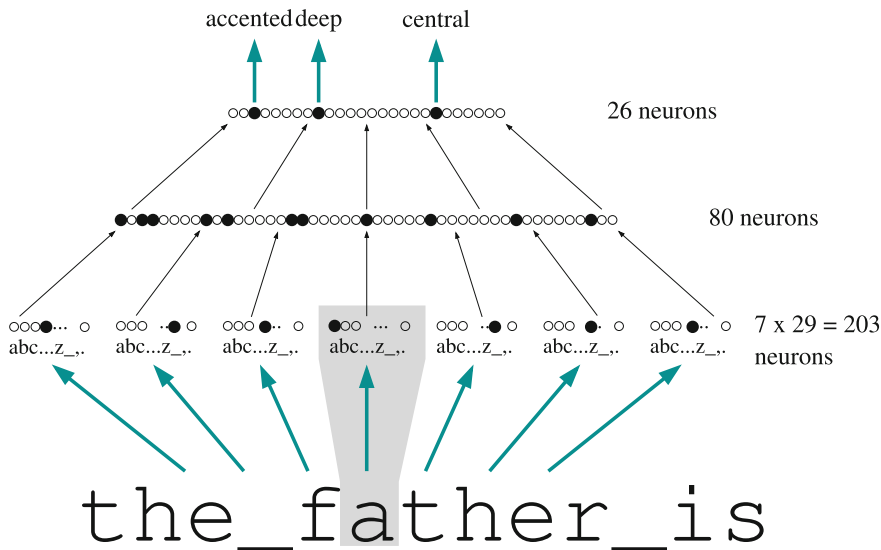 accented deep central
26 neurons
80 neurons
7 x 29 = 203
neurons
abc...z_,. abc...z_,. abc...z_,. abc...z_,. abc...z_,. abc...z_,. abc...z_,.
the_father_is